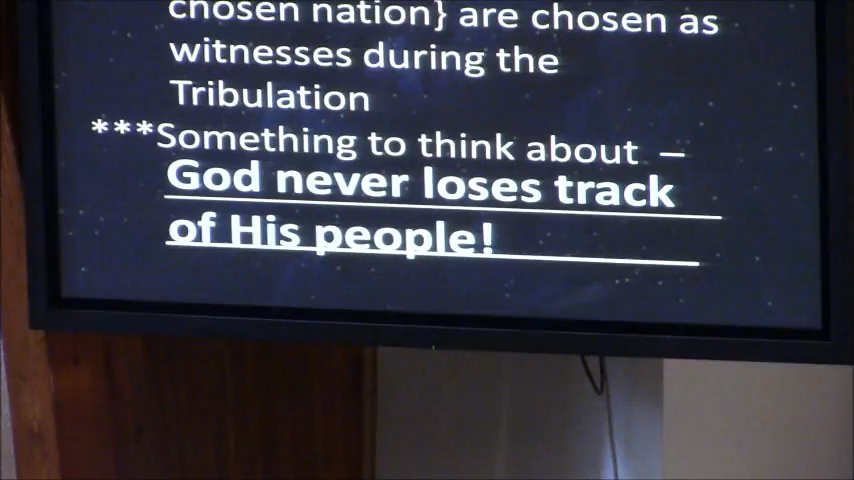 chosen nation} are chosen as
witnesses during the
Tribulation
***Something to think about –
God never loses track
of His people!